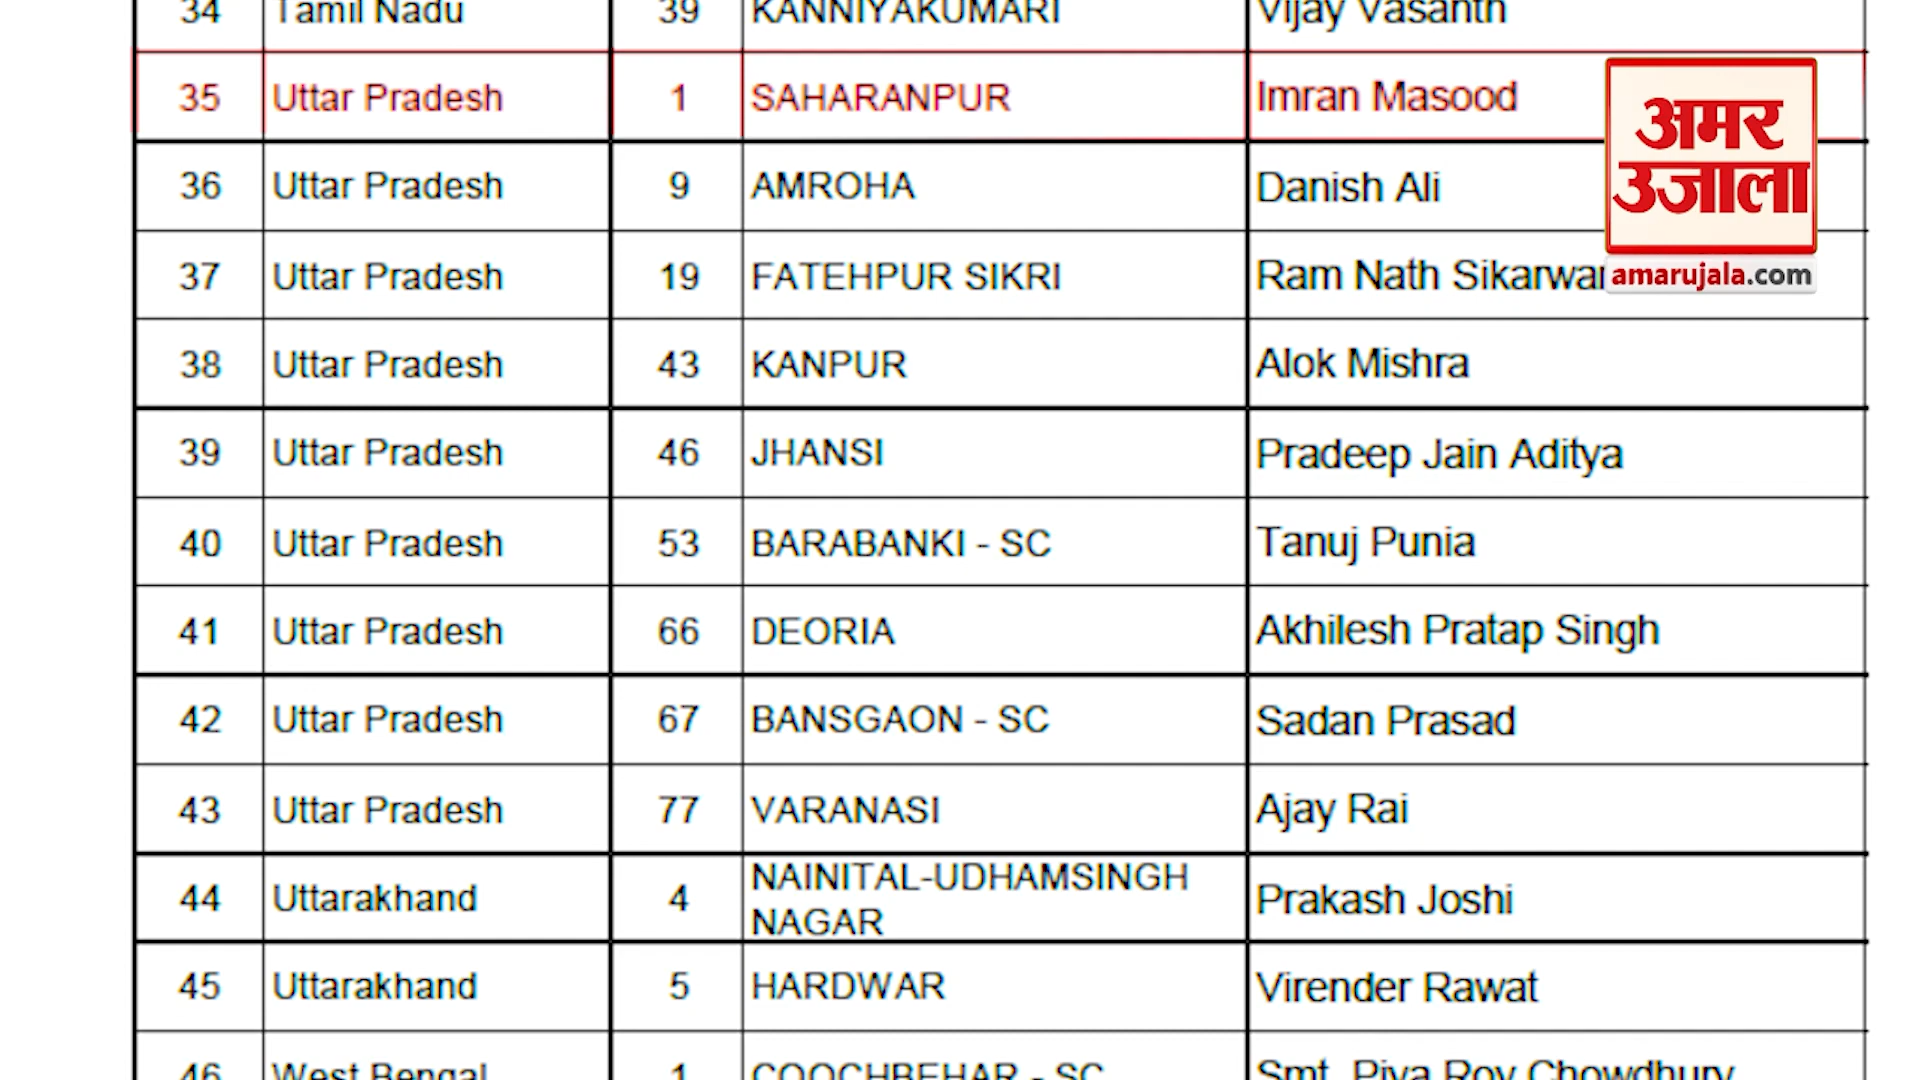 34 Tamil Nadu 39 KANNIYAKUMARI Vijay Vasanth
35 Uttar Pradesh 1 SAHARANPUR Imran Masood
अमर
उजाला
amarujala.com
36 Uttar Pradesh 9 AMROHA Danish Ali
37 Uttar Pradesh 19 FATEHPUR SIKRI Ram Nath Sikarwar
38 Uttar Pradesh 43 KANPUR Alok Mishra
39 Uttar Pradesh 46 JHANSI Pradeep Jain Aditya
40 Uttar Pradesh 53 BARABANKI - SC Tanuj Punia
41 Uttar Pradesh 66 DEORIA Akhilesh Pratap Singh
42 Uttar Pradesh 67 BANSGAON - SC Sadan Prasad
43 Uttar Pradesh 77 VARANASI Ajay Rai
44 Uttarakhand 4 NAINITAL-UDHAMSINGH
NAGAR Prakash Joshi
45 Uttarakhand 5 HARDWAR Virender Rawat
46 West Bengal 1 COOCHBEHAR - SC Smt. Piya Roy Chowdhury